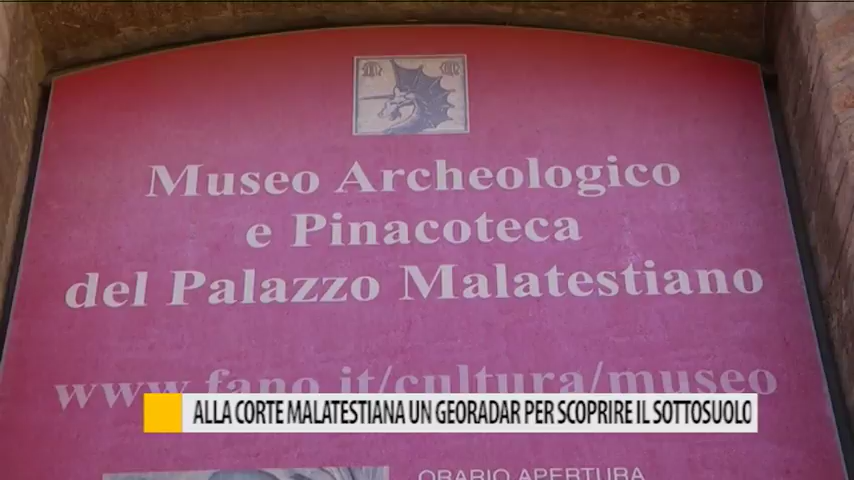 Museo Archeologico
e Pinacoteca
del Palazzo Malatestiano
www.fano.it/cultura/museo
ALLA CORTE MALATESTIANA UN GEORADAR PER SCOPRIRE IL SOTTOSUOLO
ORARIO APERTURA